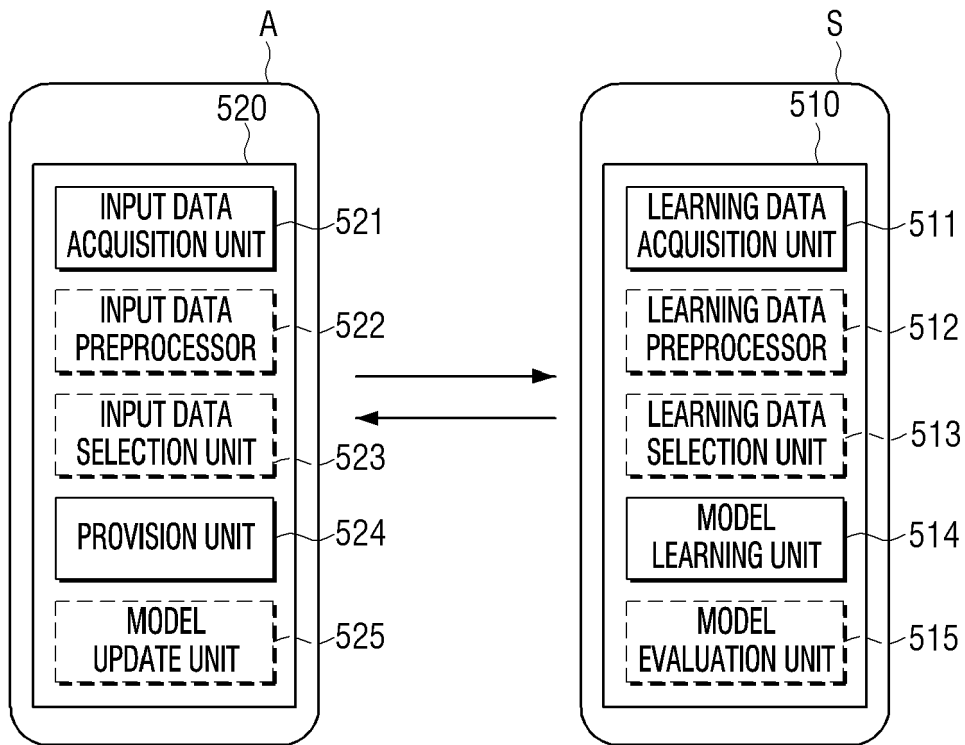 A
520
INPUT DATA
ACQUISITION UNIT
521
INPUT DATA
PREPROCESSOR
522
INPUT DATA
SELECTION UNIT
523
PROVISION UNIT
524
MODEL
UPDATE UNIT
525
S
510
LEARNING DATA
ACQUISITION UNIT
511
LEARNING DATA
PREPROCESSOR
512
LEARNING DATA
SELECTION UNIT
513
MODEL
LEARNING UNIT
514
MODEL
EVALUATION UNIT
515